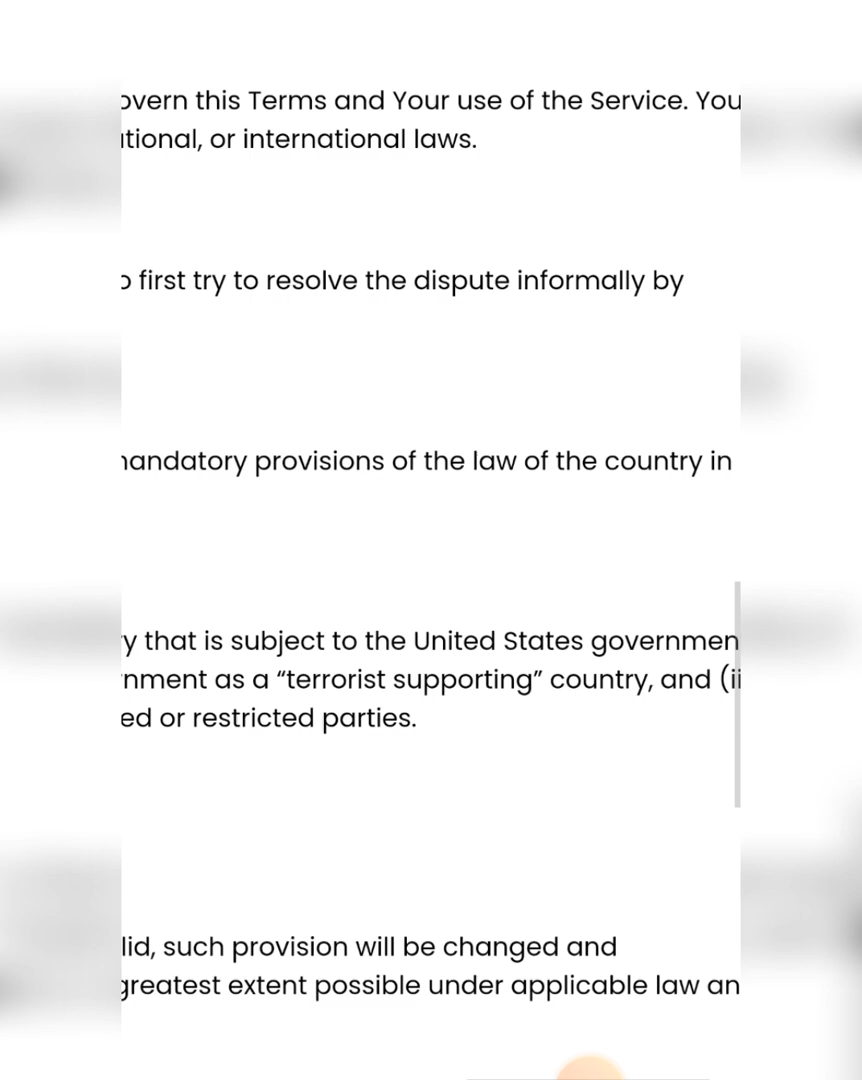 overn this Terms and Your use of the Service. You
tional, or international laws.
o first try to resolve the dispute informally by
andatory provisions of the law of the country in
y that is subject to the United States governmen
nment as a “terrorist supporting” country, and (ii
ed or restricted parties.
lid, such provision will be changed and
greatest extent possible under applicable law an